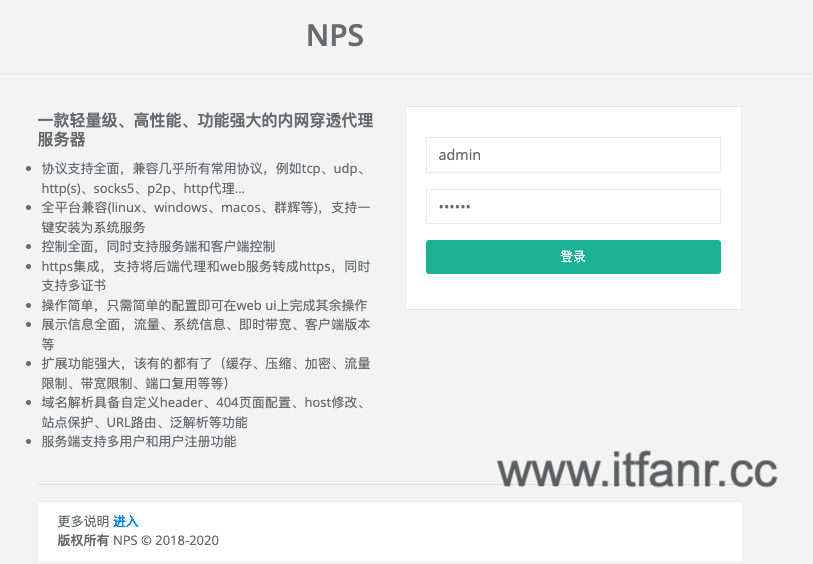 NPS
一款轻量级、高性能、功能强大的内网穿透代理
服务器
协议支持全面，兼容几乎所有常用协议，例如tcp、udp、
http(s)、socks5、p2p、http代理...
全平台兼容(linux、windows、macos、群辉等)，支持一
键安装为系统服务
控制全面，同时支持服务端和客户端控制
https集成，支持将后端代理和web服务转成https，同时
支持多证书
操作简单，只需简单的配置即可在web ui上完成其余操作
展示信息全面，流量、系统信息、即时带宽、客户端版本
等
扩展功能强大，该有的都有了（缓存、压缩、加密、流量
限制、带宽限制、端口复用等等）
域名解析具备自定义header、404页面配置、host修改、
站点保护、URL路由、泛解析等功能
服务端支持多用户和用户注册功能
admin
••••••
登录
www.itfanr.cc
更多说明 进入
版权所有 NPS © 2018-2020